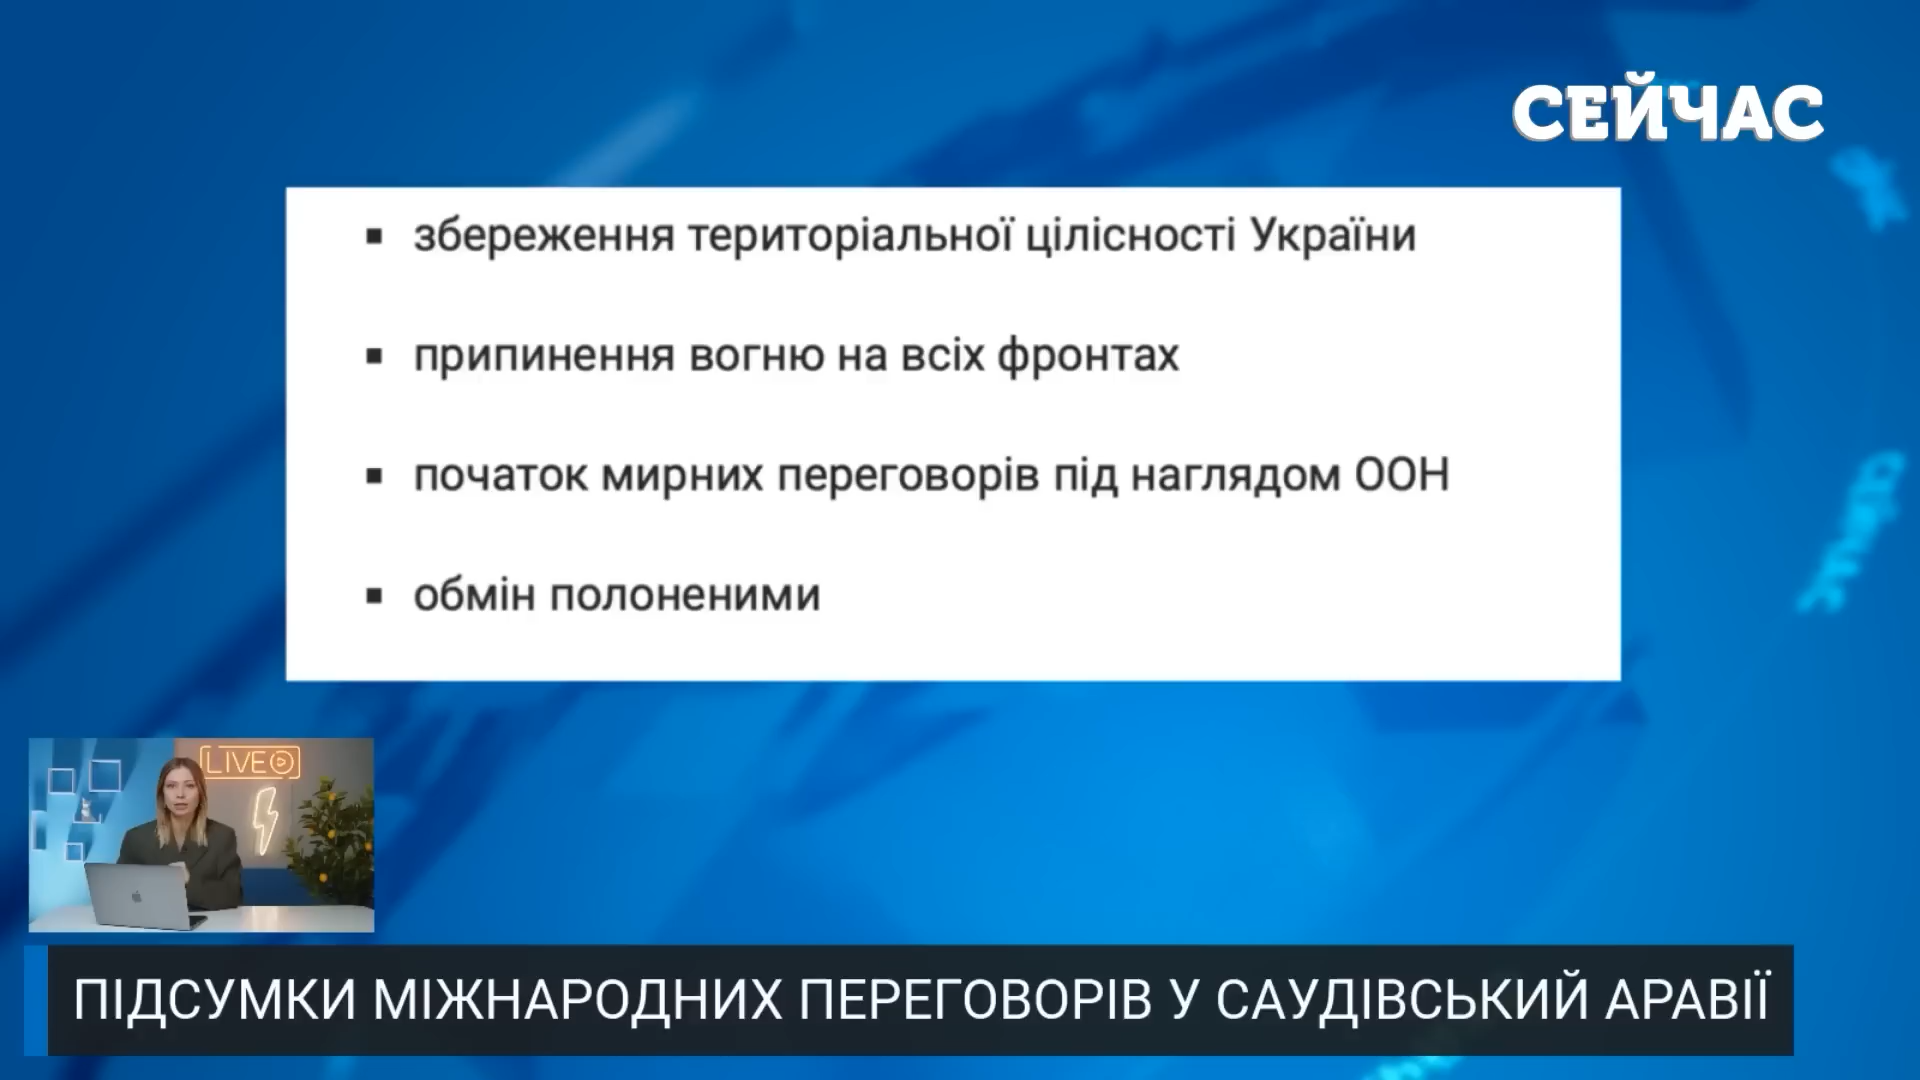 СЕЙЧАС
▪ збереження територіальної цілісності України
▪ припинення вогню на всіх фронтах
▪ початок мирних переговорів під наглядом ООН
▪ обмін полоненими
LIVE
ПІДСУМКИ МІЖНАРОДНИХ ПЕРЕГОВОРІВ У САУДІВСЬКИЙ АРАВІЇ